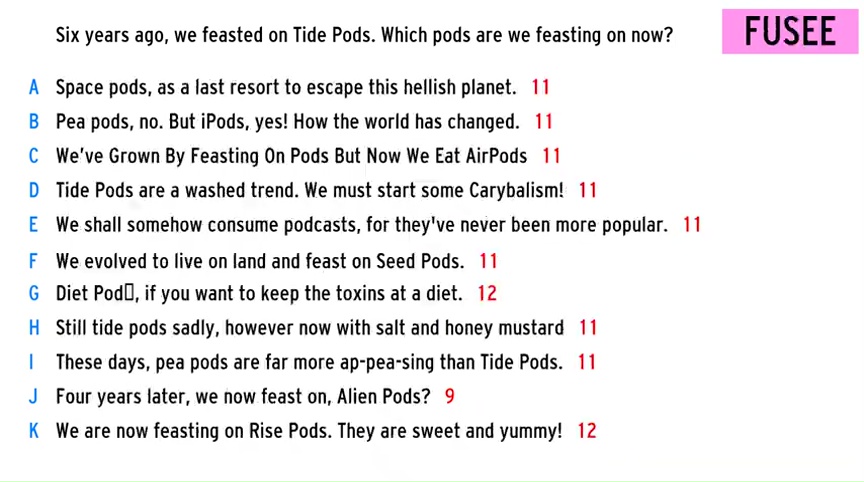 Six years ago, we feasted on Tide Pods. Which pods are we feasting on now?
FUSEE
A Space pods, as a last resort to escape this hellish planet. 11
B Pea pods, no. But iPods, yes! How the world has changed. 11
C We've Grown By Feasting On Pods But Now We Eat AirPods 11
D Tide Pods are a washed trend. We must start some Carybalism! 11
E We shall somehow consume podcasts, for they've never been more popular. 11
F We evolved to live on land and feast on Seed Pods. 11
G Diet Pod▯, if you want to keep the toxins at a diet. 12
H Still tide pods sadly, however now with salt and honey mustard 11
I These days, pea pods are far more ap-pea-sing than Tide Pods. 11
J Four years later, we now feast on, Alien Pods? 9
K We are now feasting on Rise Pods. They are sweet and yummy! 12